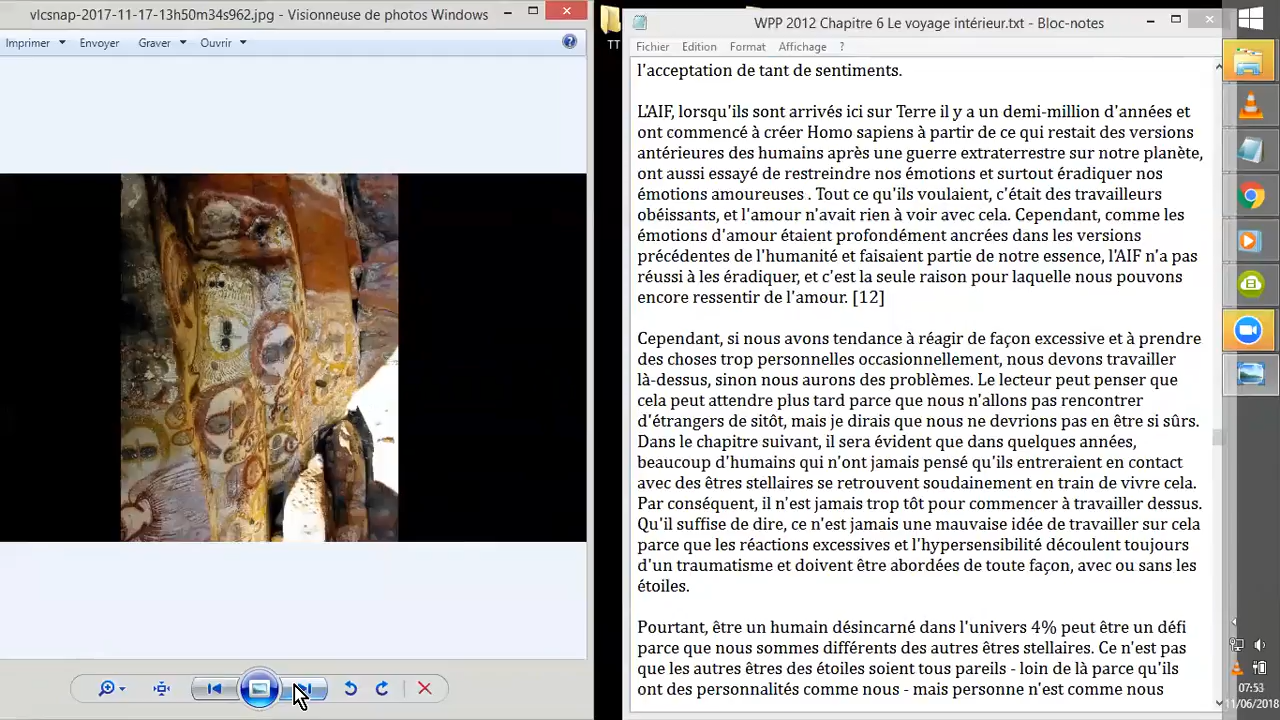 vlcsnap-2017-11-17-13h50m34s962.jpg - Visionneuse de photos Windows
Imprimer
Envoyer
Graver
Ouvrir
?
TT
WPP 2012 Chapitre 6 Le voyage intérieur.txt - Bloc-notes
Fichier Edition Format Affichage ?
l'acceptation de tant de sentiments.
L'AIF, lorsqu'ils sont arrivés ici sur Terre il y a un demi-million d'années et
ont commencé à créer Homo sapiens à partir de ce qui restait des versions
antérieures des humains après une guerre extraterrestre sur notre planète,
ont aussi essayé de restreindre nos émotions et surtout éradiquer nos
émotions amoureuses . Tout ce qu'ils voulaient, c'était des travailleurs
obéissants, et l'amour n'avait rien à voir avec cela. Cependant, comme les
émotions d'amour étaient profondément ancrées dans les versions
précédentes de l'humanité et faisaient partie de notre essence, l'AIF n'a pas
réussi à les éradiquer, et c'est la seule raison pour laquelle nous pouvons
encore ressentir de l'amour. [12]
Cependant, si nous avons tendance à réagir de façon excessive et à prendre
des choses trop personnelles occasionnellement, nous devons travailler
là-dessus, sinon nous aurons des problèmes. Le lecteur peut penser que
cela peut attendre plus tard parce que nous n'allons pas rencontrer
d'étrangers de sitôt, mais je dirais que nous ne devrions pas en être si sûrs.
Dans le chapitre suivant, il sera évident que dans quelques années,
beaucoup d'humains qui n'ont jamais pensé qu'ils entreraient en contact
avec des êtres stellaires se retrouvent soudainement en train de vivre cela.
Par conséquent, il n'est jamais trop tôt pour commencer à travailler dessus.
Qu'il suffise de dire, ce n'est jamais une mauvaise idée de travailler sur cela
parce que les réactions excessives et l'hypersensibilité découlent toujours
d'un traumatisme et doivent être abordées de toute façon, avec ou sans les
étoiles.
Pourtant, être un humain désincarné dans l'univers 4% peut être un défi
parce que nous sommes différents des autres êtres stellaires. Ce n'est pas
que les autres êtres des étoiles soient tous pareils - loin de là parce qu'ils
ont des personnalités comme nous - mais personne n'est comme nous
07:53
11/06/2018